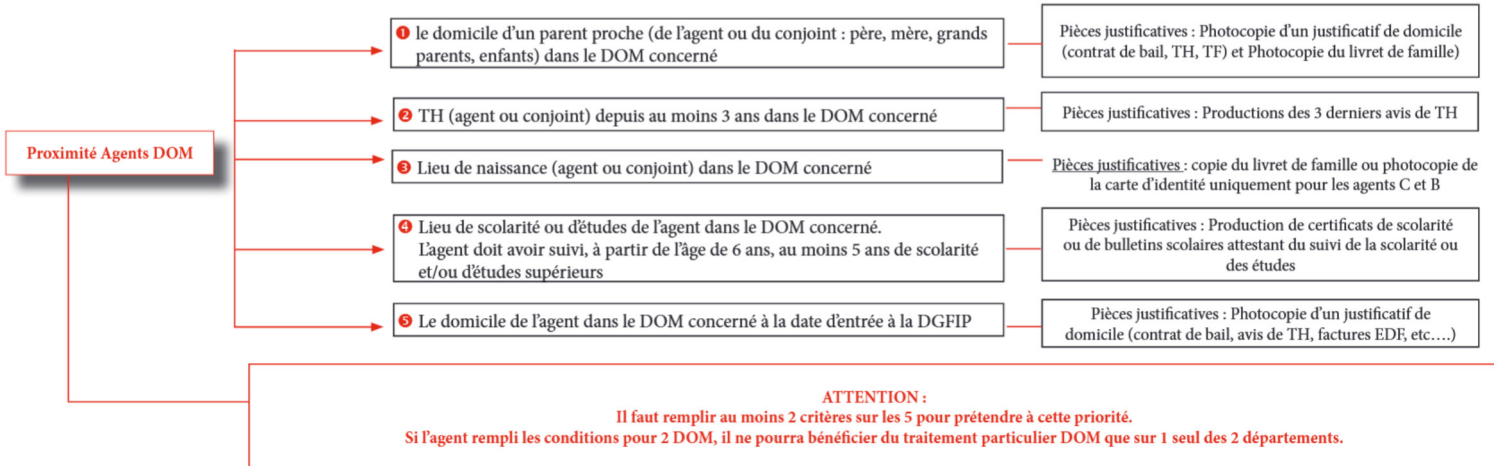 Proximité Agents DOM
❶ le domicile d'un parent proche (de l'agent ou du conjoint : père, mère, grands
parents, enfants) dans le DOM concerné
Pièces justificatives : Photocopie d'un justificatif de domicile
(contrat de bail, TH, TF) et Photocopie du livret de famille)
❷ TH (agent ou conjoint) depuis au moins 3 ans dans le DOM concerné
Pièces justificatives : Productions des 3 derniers avis de TH
❸ Lieu de naissance (agent ou conjoint) dans le DOM concerné
Pièces justificatives : copie du livret de famille ou photocopie de
la carte d'identité uniquement pour les agents C et B
❹ Lieu de scolarité ou d'études de l'agent dans le DOM concerné.
L'agent doit avoir suivi, à partir de l'âge de 6 ans, au moins 5 ans de scolarité
et/ou d'études supérieurs
Pièces justificatives : Production de certificats de scolarité
ou de bulletins scolaires attestant du suivi de la scolarité ou
des études
❺ Le domicile de l'agent dans le DOM concerné à la date d'entrée à la DGFIP
Pièces justificatives : Photocopie d'un justificatif de
domicile (contrat de bail, avis de TH, factures EDF, etc….)
ATTENTION :
Il faut remplir au moins 2 critères sur les 5 pour prétendre à cette priorité.
Si l'agent rempli les conditions pour 2 DOM, il ne pourra bénéficier du traitement particulier DOM que sur 1 seul des 2 départements.